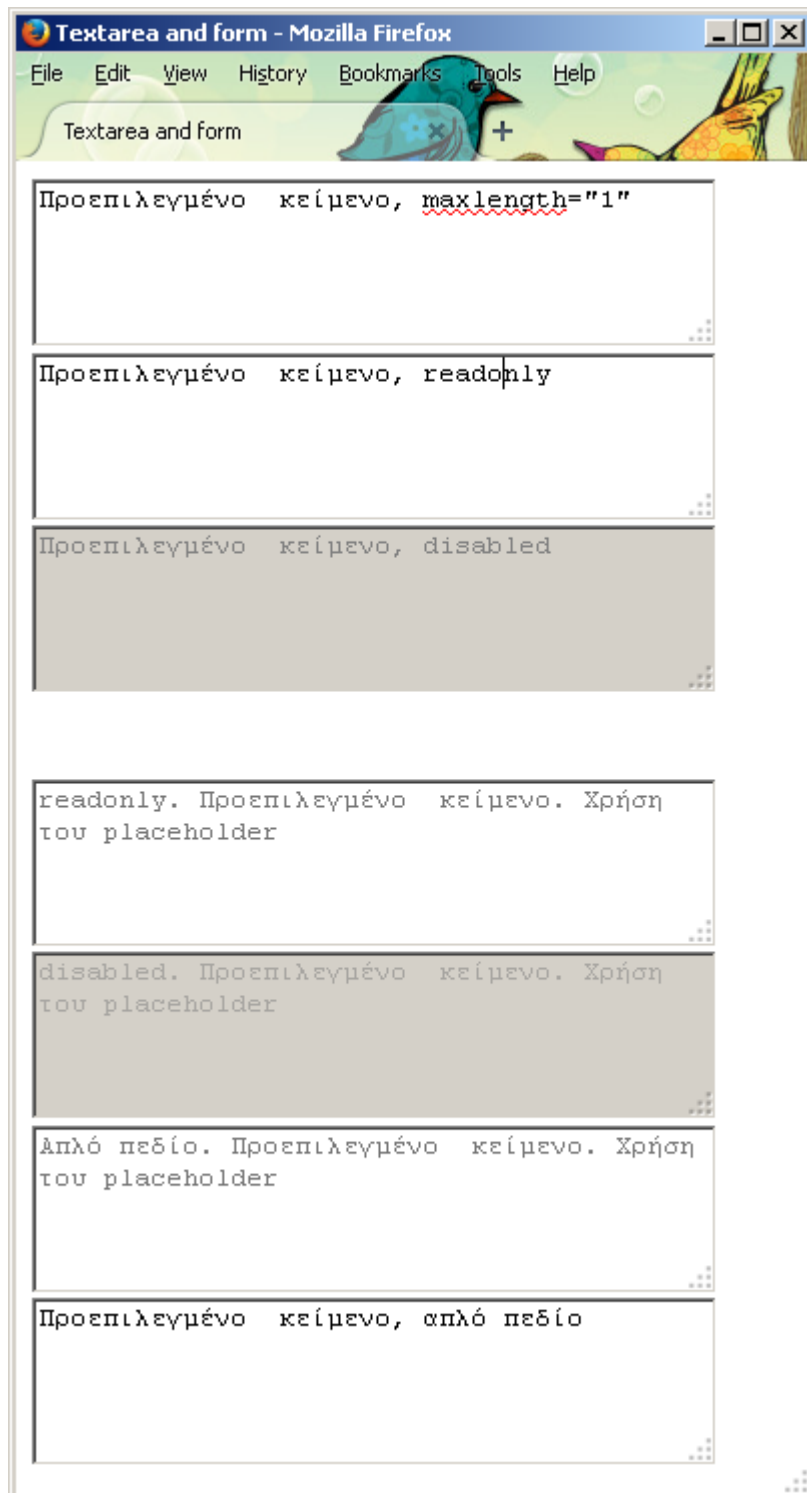 Textarea and form - Mozilla Firefox
File Edit View History Bookmarks Tools Help
Textarea and form
Προεπιλεγμένο  κείμενο, maxlength="1"
Προεπιλεγμένο  κείμενο, readonly
Προεπιλεγμένο  κείμενο, disabled
readonly. Προεπιλεγμένο  κείμενο. Χρήση
του placeholder
disabled. Προεπιλεγμένο  κείμενο. Χρήση
του placeholder
Απλό πεδίο. Προεπιλεγμένο  κείμενο. Χρήση
του placeholder
Προεπιλεγμένο  κείμενο, απλό πεδίο